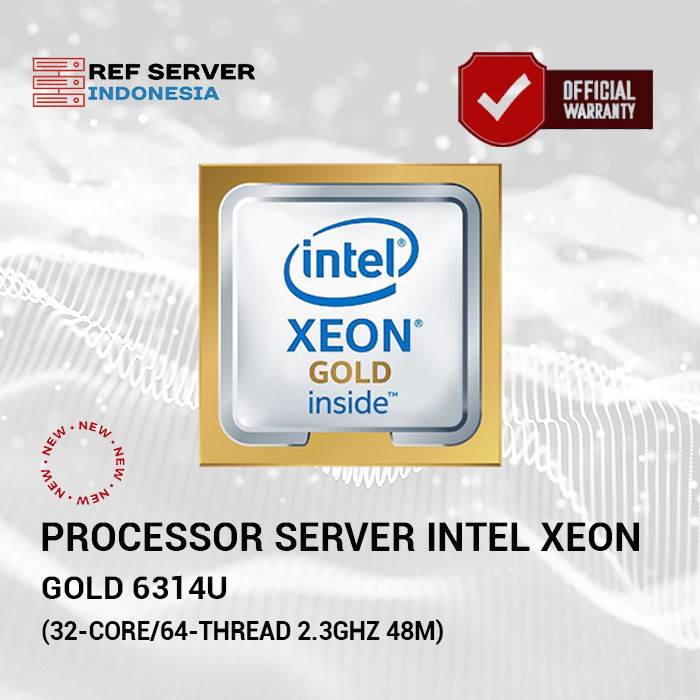 REF SERVER
INDONESIA
OFFICIAL
WARRANTY
intel®
XEON®
GOLD
inside™
NEW • NEW • NEW • NEW • NEW •
PROCESSOR SERVER INTEL XEON
GOLD 6314U
(32-CORE/64-THREAD 2.3GHZ 48M)